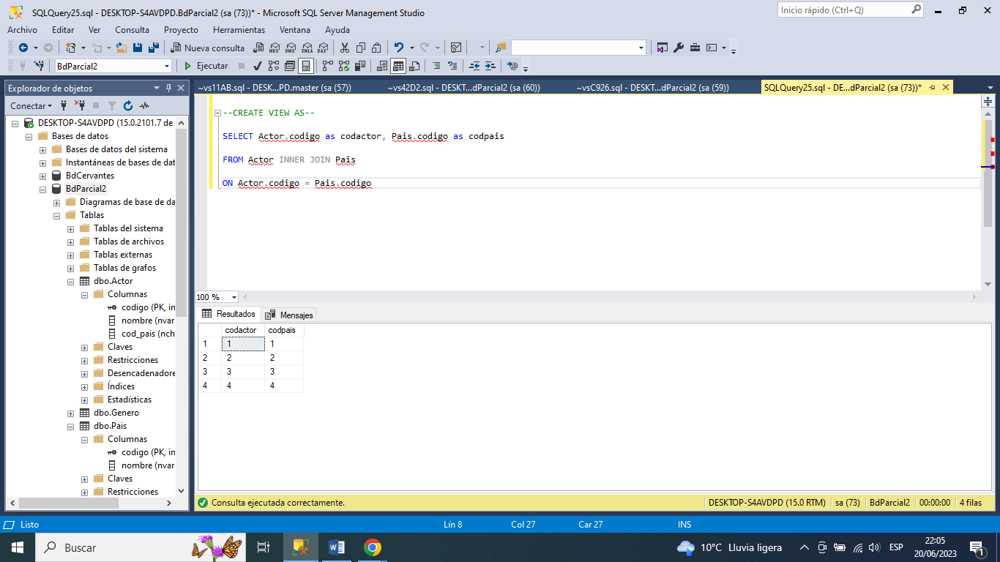 SQLQuery25.sql - DESKTOP-S4AVDPD.BdParcial2 (sa (73))* - Microsoft SQL Server Management Studio
Inicio rápido (Ctrl+Q)
Archivo Editar Ver Consulta Proyecto Herramientas Ventana Ayuda
Nueva consulta MDX DMX XMLA DAX
BdParcial2 Ejecutar
Explorador de objetos
~vs11AB.sql - DESK...PD.master (sa (57))
~vs42D2.sql - DESKT...dParcial2 (sa (60))
~vsC926.sql - DESKT...dParcial2 (sa (59))
SQLQuery25.sql - DE...dParcial2 (sa (73))*
Conectar
DESKTOP-S4AVDPD (15.0.2101.7 de
Bases de datos
Bases de datos del sistema
Instantáneas de bases de dat
BdCervantes
BdParcial2
Diagramas de base de da
Tablas
Tablas del sistema
Tablas de archivos
Tablas externas
Tablas de grafos
dbo.Actor
Columnas
codigo (PK, in
nombre (nvar
cod_pais (nch
Claves
Restricciones
Desencadenadore
Índices
Estadísticas
dbo.Genero
dbo.Pais
Columnas
codigo (PK, in
nombre (nvar
Claves
Restricciones
--CREATE VIEW AS--
SELECT Actor.codigo as codactor, Pais.codigo as codpais
FROM Actor INNER JOIN Pais
ON Actor.codigo = Pais.codigo
100 %
Resultados Mensajes
codactor codpais
1 1 1
2 2 2
3 3 3
4 4 4
Consulta ejecutada correctamente. DESKTOP-S4AVDPD (15.0 RTM) sa (73) BdParcial2 00:00:00 4 filas
Listo Lín 8 Col 27 Car 27 INS
Buscar
10°C Lluvia ligera
ESP
22:05
20/06/2023
1